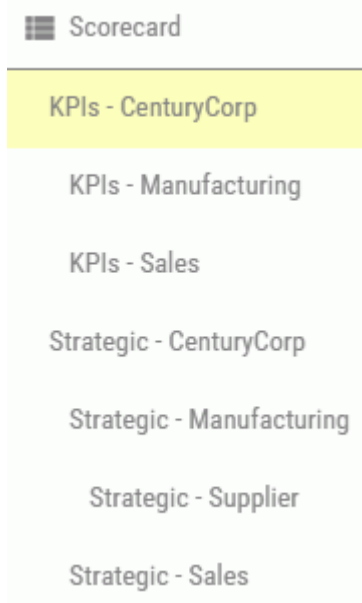 Scorecard
KPIs - CenturyCorp
KPIs - Manufacturing
KPIs - Sales
Strategic - CenturyCorp
Strategic - Manufacturing
Strategic - Supplier
Strategic - Sales